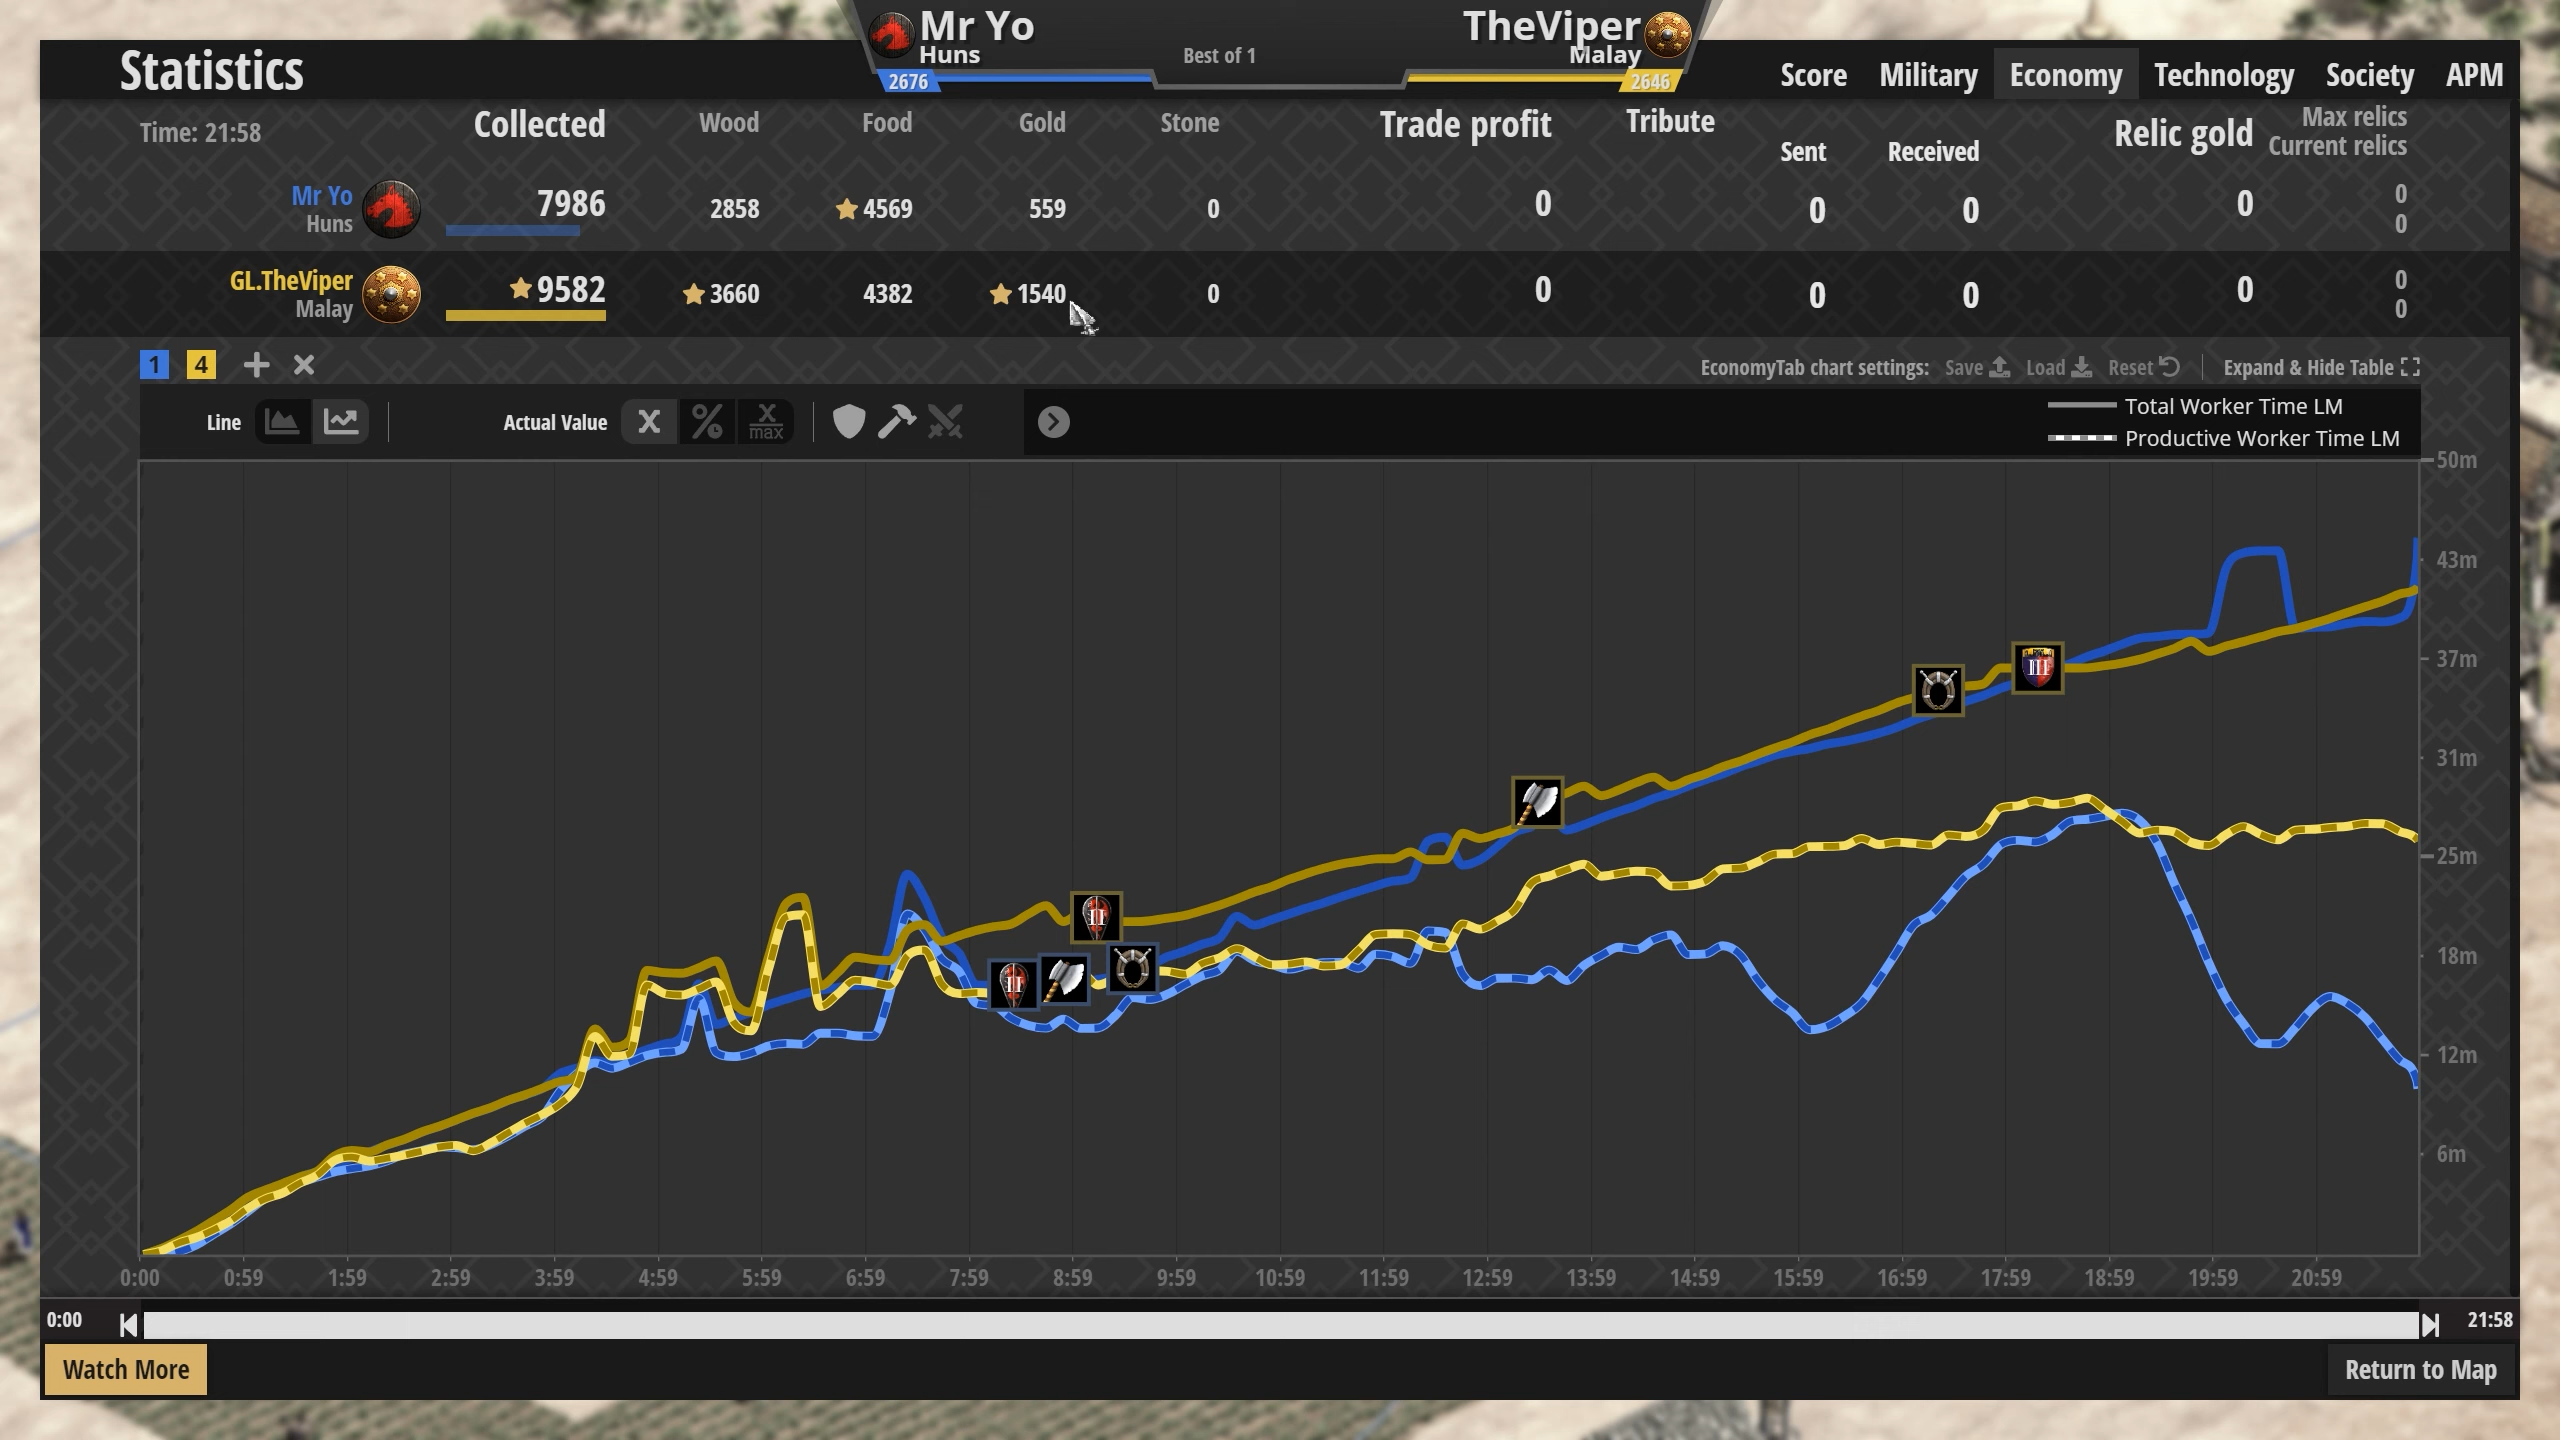 Mr Yo
Huns
2676
Best of 1
TheViper
Malay
2646
Statistics
Score Military Economy Technology Society APM
Time: 21:58
Collected Wood Food Gold Stone Trade profit Tribute Sent Received Relic gold Max relics
Current relics
Mr Yo
Huns
7986 2858 4569 559 0 0 0 0 0 0
0
GL.TheViper
Malay
9582 3660 4382 1540 0 0 0 0 0 0
0
1 4
EconomyTab chart settings: Save Load Reset Expand & Hide Table
Line Actual Value X % X
max
Total Worker Time LM
Productive Worker Time LM
50m
43m
37m
31m
25m
18m
12m
6m
III
II
II
0:00 0:59 1:59 2:59 3:59 4:59 5:59 6:59 7:59 8:59 9:59 10:59 11:59 12:59 13:59 14:59 15:59 16:59 17:59 18:59 19:59 20:59
0:00 21:58
Watch More Return to Map